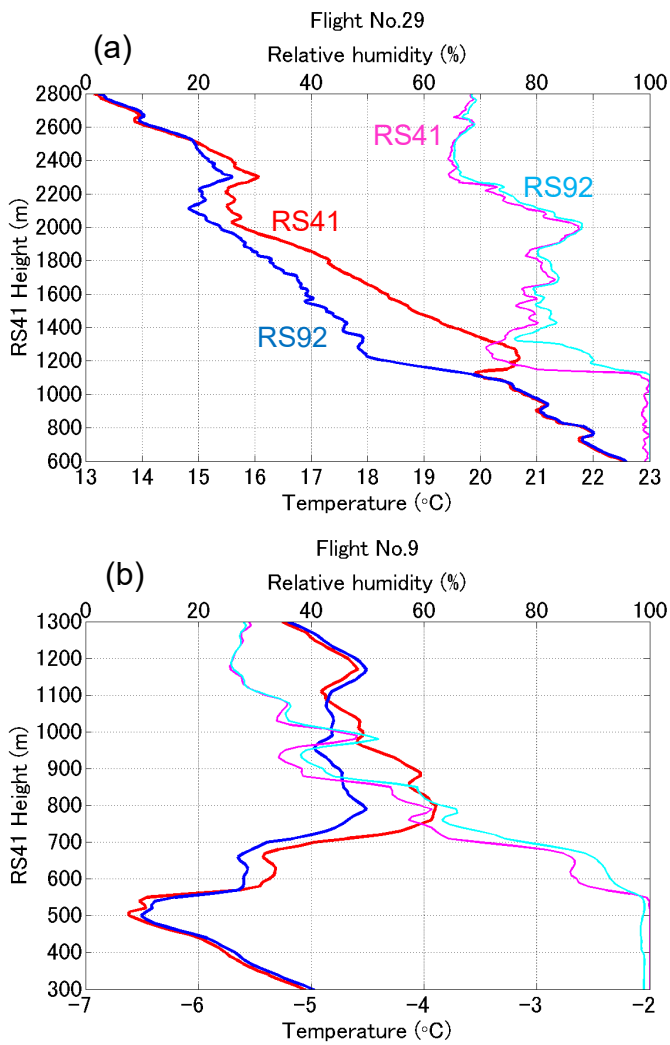 Flight No.29
(a)
Relative humidity (%)
0 20 40 60 80 100
2800
2600
2400
2200
2000
1800
1600
1400
1200
1000
800
600
RS41 Height (m)
RS41
RS92
RS41
RS92
13 14 15 16 17 18 19 20 21 22 23
Temperature (°C)
Flight No.9
(b)
Relative humidity (%)
0 20 40 60 80 100
1300
1200
1100
1000
900
800
700
600
500
400
300
RS41 Height (m)
-7 -6 -5 -4 -3 -2
Temperature (°C)